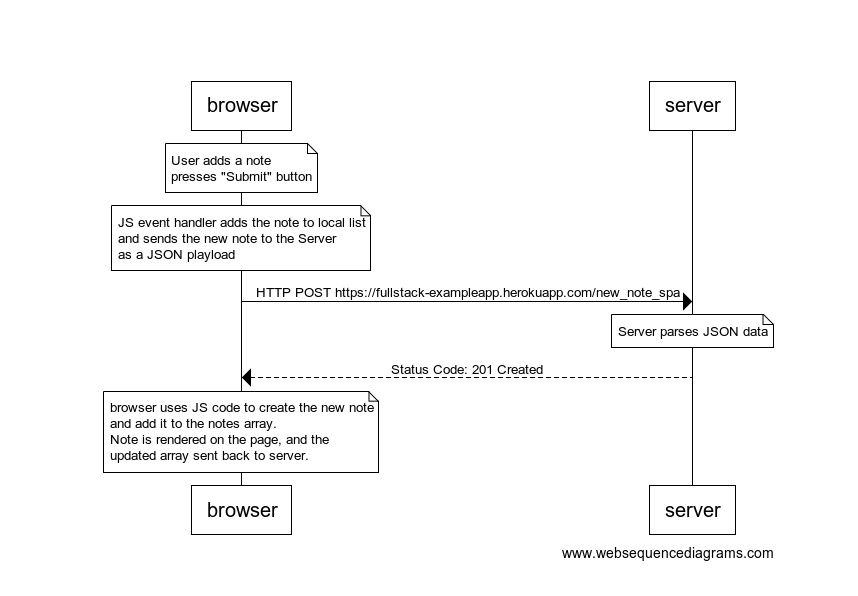 browser
server
User adds a note
presses "Submit" button
JS event handler adds the note to local list
and sends the new note to the Server
as a JSON playload
HTTP POST https://fullstack-exampleapp.herokuapp.com/new_note_spa
Server parses JSON data
Status Code: 201 Created
browser uses JS code to create the new note
and add it to the notes array.
Note is rendered on the page, and the
updated array sent back to server.
browser
server
www.websequencediagrams.com